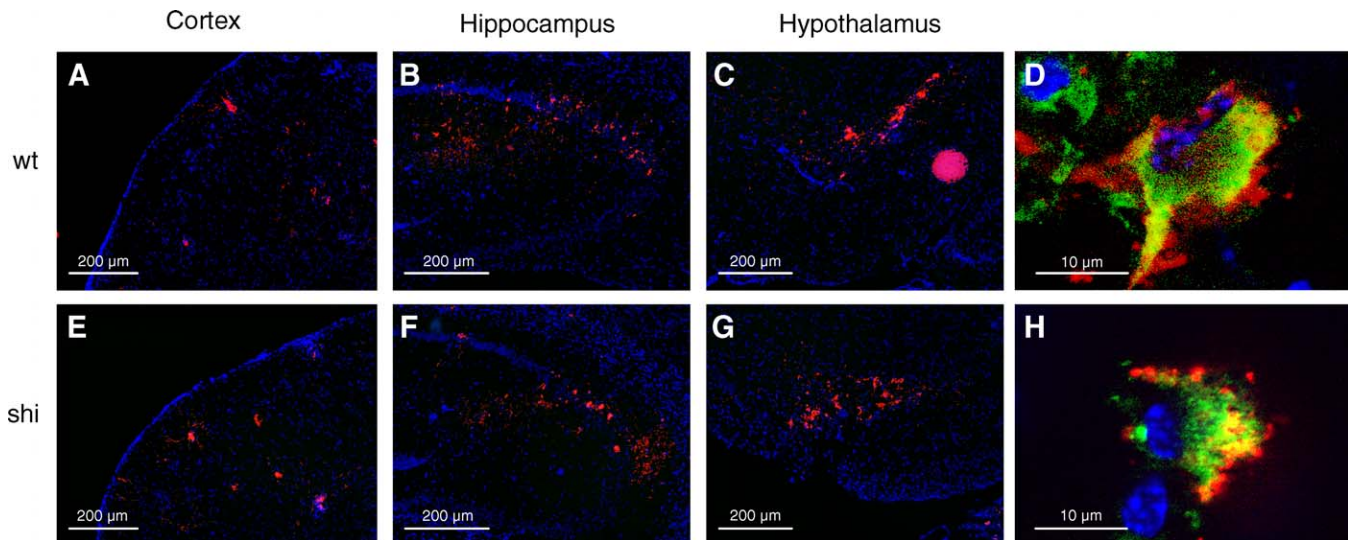 Cortex
Hippocampus
Hypothalamus
wt
A
B
C
D
200 µm
200 µm
200 µm
10 µm
shi
E
F
G
H
200 µm
200 µm
200 µm
10 µm